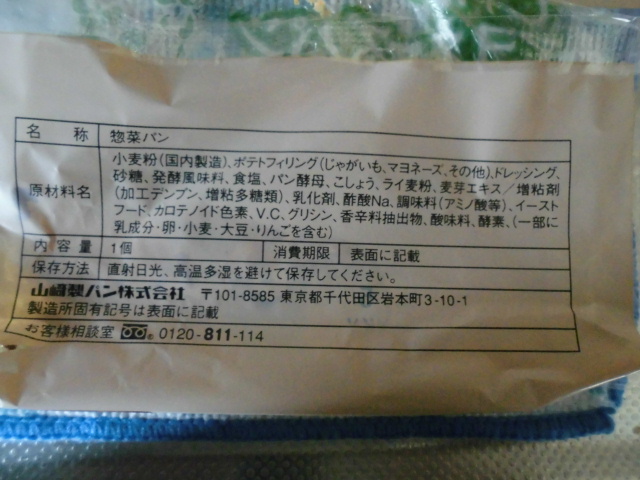 名 称 惣菜パン
原材料名 小麦粉(国内製造)、ポテトフィリング(じゃがいも、マヨネーズ、その他)、ドレッシング、
砂糖、発酵風味料、食塩、パン酵母、こしょう、ライ麦粉、麦芽エキス/増粘剤
(加工デンプン、増粘多糖類)、乳化剤、酢酸Na、調味料(アミノ酸等)、イースト
フード、カロテノイド色素、V.C、グリシン、香辛料抽出物、酸味料、酵素、(一部に
乳成分・卵・小麦・大豆・りんごを含む)
内容量 1個 消費期限 表面に記載
保存方法 直射日光、高温多湿を避けて保存してください。
山崎製パン株式会社 〒101-8585 東京都千代田区岩本町3-10-1
製造所固有記号は表面に記載
お客様相談室 0120-811-114